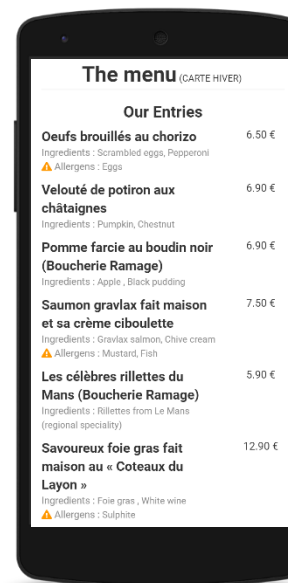 The menu (CARTE HIVER)
Our Entries
Oeufs brouillés au chorizo 6.50 €
Ingredients : Scrambled eggs, Pepperoni
Allergens : Eggs
Velouté de potiron aux 6.90 €
châtaignes
Ingredients : Pumpkin, Chestnut
Pomme farcie au boudin noir 6.90 €
(Boucherie Ramage)
Ingredients : Apple , Black pudding
Saumon gravlax fait maison 7.50 €
et sa crème ciboulette
Ingredients : Gravlax salmon, Chive cream
Allergens : Mustard, Fish
Les célèbres rillettes du 5.90 €
Mans (Boucherie Ramage)
Ingredients : Rillettes from Le Mans
(regional speciality)
Savoureux foie gras fait 12.90 €
maison au « Coteaux du
Layon »
Ingredients : Foie gras , White wine
Allergens : Sulphite